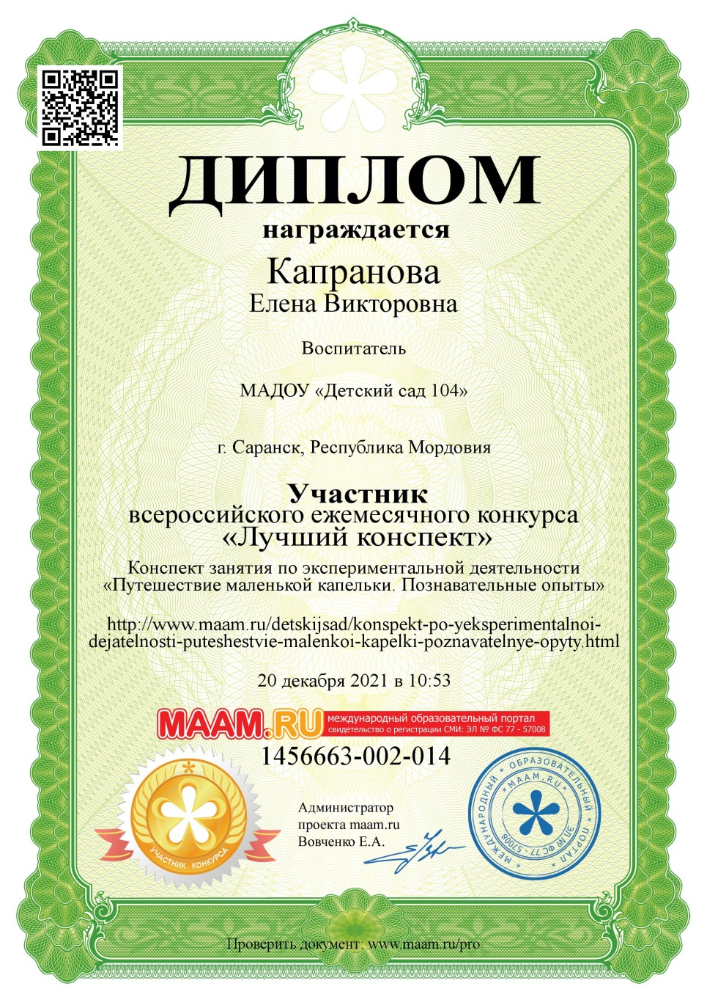 ДИПЛОМ
награждается
Капранова
Елена Викторовна
Воспитатель
МАДОУ «Детский сад 104»
г. Саранск, Республика Мордовия
Участник
всероссийского ежемесячного конкурса
«Лучший конспект»
Конспект занятия по экспериментальной деятельности
«Путешествие маленькой капельки. Познавательные опыты»
http://www.maam.ru/detskijsad/konspekt-po-yeksperimentalnoi-
dejatelnosti-puteshestvie-malenkoi-kapelki-poznavatelnye-opyty.html
20 декабря 2021 в 10:53
MAAM.RU
международный образовательный портал
свидетельство о регистрации СМИ: ЭЛ № ФС 77 - 57008
1456663-002-014
УЧАСТНИК КОНКУРСА
Администратор
проекта maam.ru
Вовченко Е.А.
* МЕЖДУНАРОДНЫЙ * ОБРАЗОВАТЕЛЬНЫЙ * ПОРТАЛ *
* МААМ.RU *
ЭЛ № ФС 77 - 57008
Проверить документ: www.maam.ru/pro